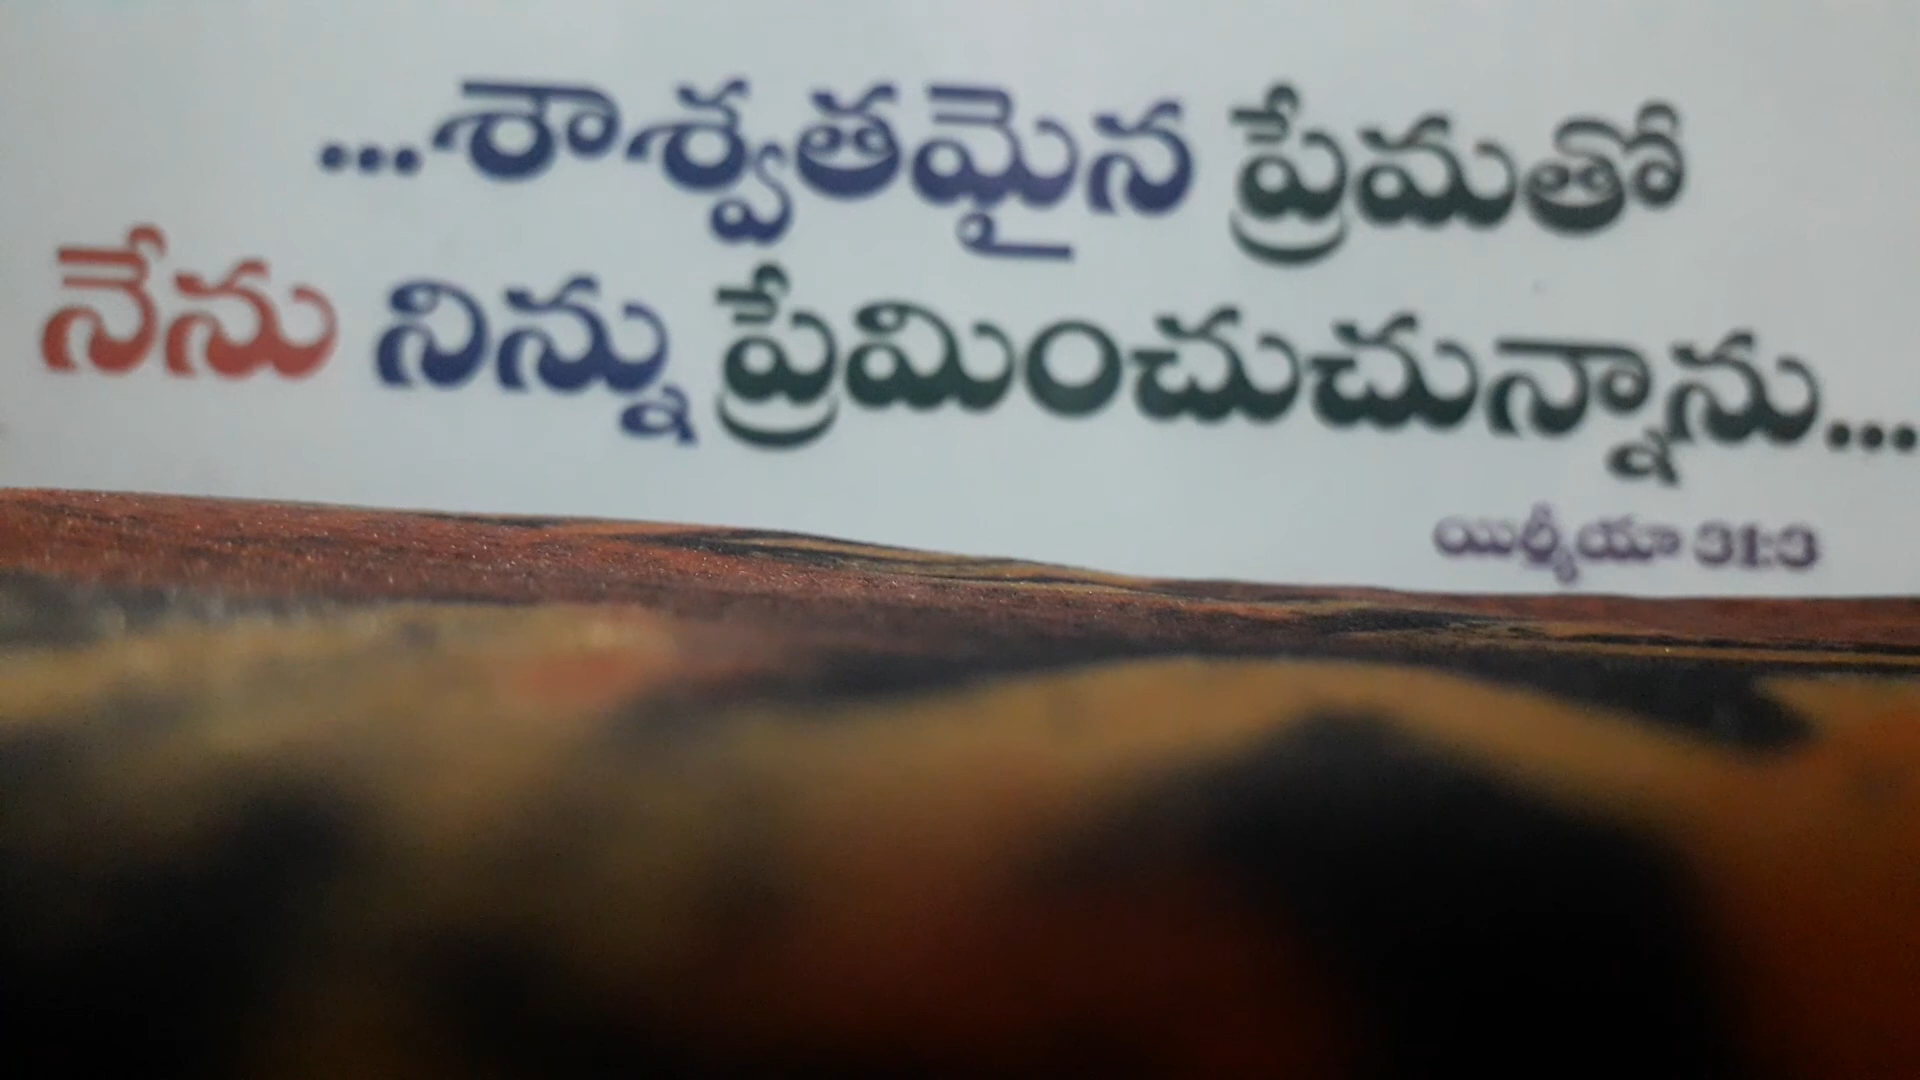 ...శాశ్వతమైన ప్రేమతో
నేను నిన్ను ప్రేమించుచున్నాను...
యిర్మీయా 31:3